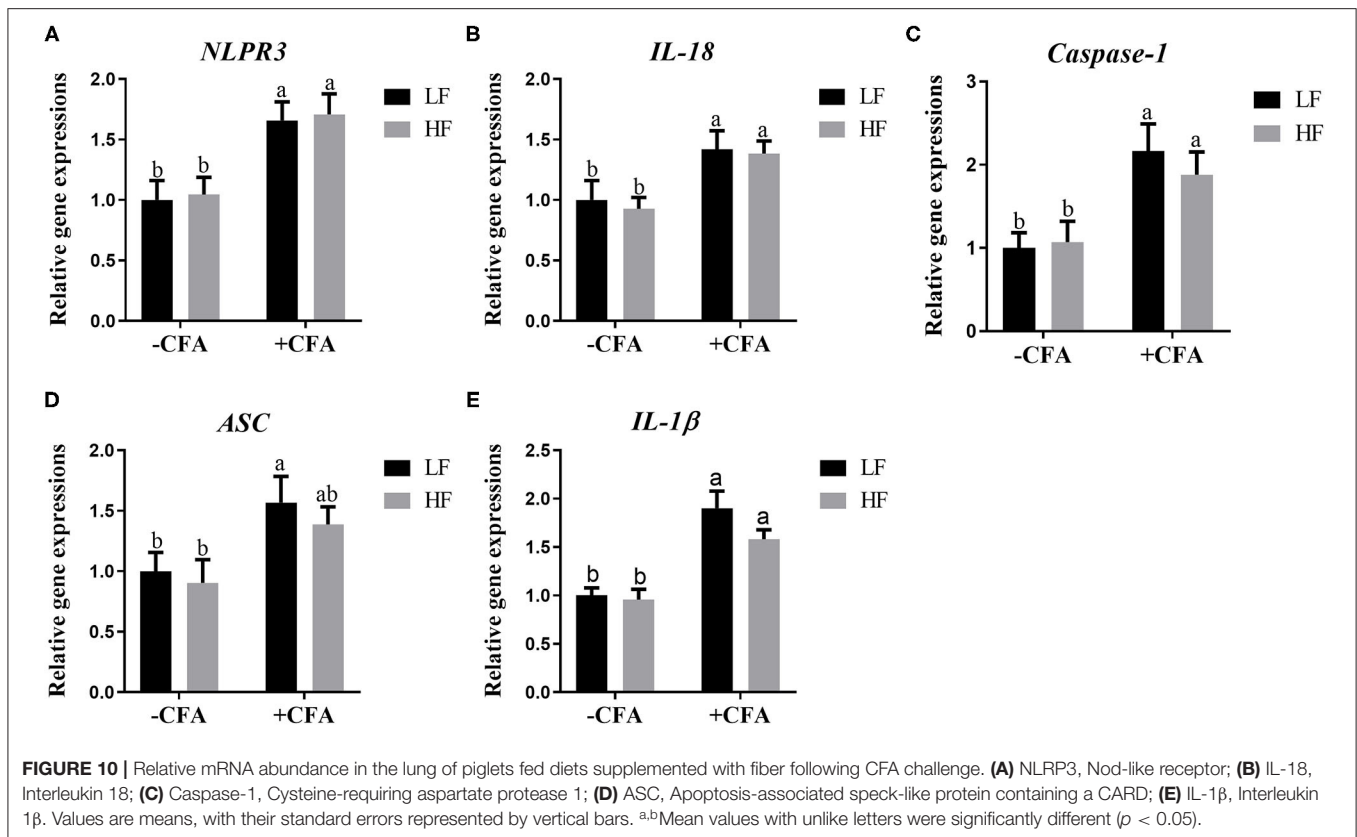 A
NLPR3
Relative gene expressions
2.0
1.5
1.0
0.5
0.0
b
b
a
a
-CFA
+CFA
LF
HF
B
IL-18
Relative gene expressions
2.0
1.5
1.0
0.5
0.0
b
b
a
a
-CFA
+CFA
LF
HF
C
Caspase-1
Relative gene expressions
3
2
1
0
b
b
a
a
-CFA
+CFA
LF
HF
D
ASC
Relative gene expressions
2.0
1.5
1.0
0.5
0.0
b
b
a
ab
-CFA
+CFA
LF
HF
E
IL-1β
Relative gene expressions
2.5
2.0
1.5
1.0
0.5
0.0
b
b
a
a
-CFA
+CFA
LF
HF
FIGURE 10 | Relative mRNA abundance in the lung of piglets fed diets supplemented with fiber following CFA challenge. (A) NLRP3, Nod-like receptor; (B) IL-18,
Interleukin 18; (C) Caspase-1, Cysteine-requiring aspartate protease 1; (D) ASC, Apoptosis-associated speck-like protein containing a CARD; (E) IL-1β, Interleukin
1β. Values are means, with their standard errors represented by vertical bars. a,bMean values with unlike letters were significantly different (p < 0.05).